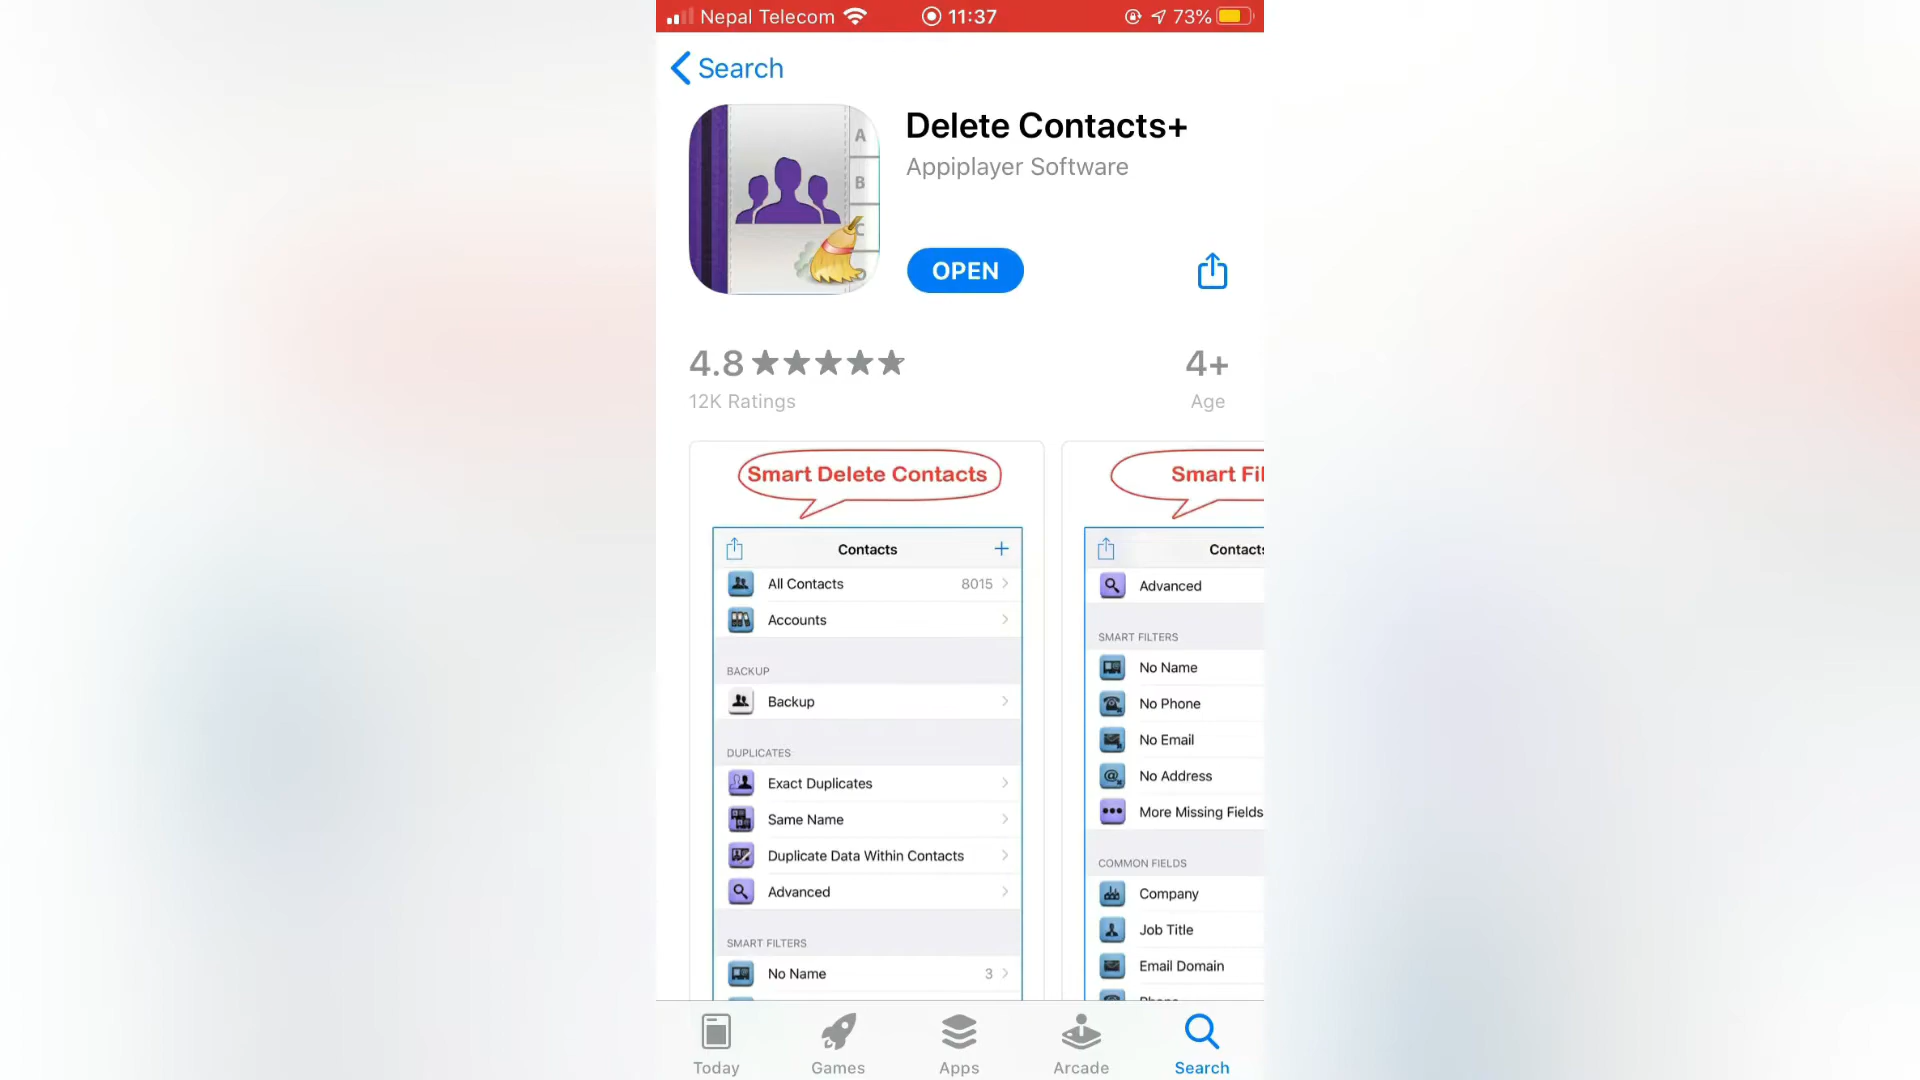 Nepal Telecom 11:37 73%
Search
Delete Contacts+
Appiplayer Software
OPEN
A
B
C
D
4.8 ★★★★★ 4+
12K Ratings Age
Smart Delete Contacts
Contacts +
All Contacts 8015
Accounts
BACKUP
Backup
DUPLICATES
Exact Duplicates
Same Name
Duplicate Data Within Contacts
Advanced
SMART FILTERS
No Name 3
Smart Fil
Contacts
Advanced
SMART FILTERS
No Name
No Phone
No Email
No Address
More Missing Fields
COMMON FIELDS
Company
Job Title
Email Domain
Phone
Today Games Apps Arcade Search